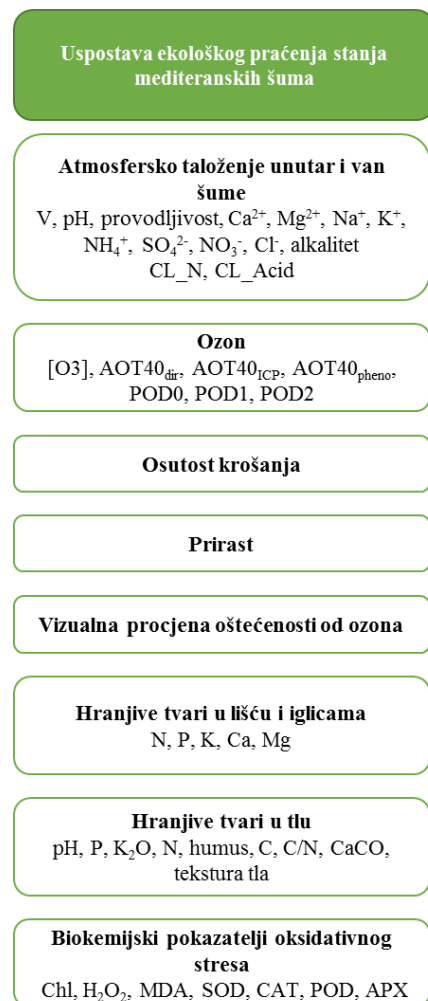 Uspostava ekološkog praćenja stanja
mediteranskih šuma
Atmosfersko taloženje unutar i van
šume
V, pH, provodljivost, Ca²⁺, Mg²⁺, Na⁺, K⁺,
NH₄⁺, SO₄²⁻, NO₃⁻, Cl⁻, alkalitet
CL_N, CL_Acid
Ozon
[O3], AOT40dir, AOT40ICP, AOT40pheno,
POD0, POD1, POD2
Osutost krošanja
Prirast
Vizualna procjena oštećenosti od ozona
Hranjive tvari u lišću i iglicama
N, P, K, Ca, Mg
Hranjive tvari u tlu
pH, P, K₂O, N, humus, C, C/N, CaCO,
tekstura tla
Biokemijski pokazatelji oksidativnog
stresa
Chl, H₂O₂, MDA, SOD, CAT, POD, APX